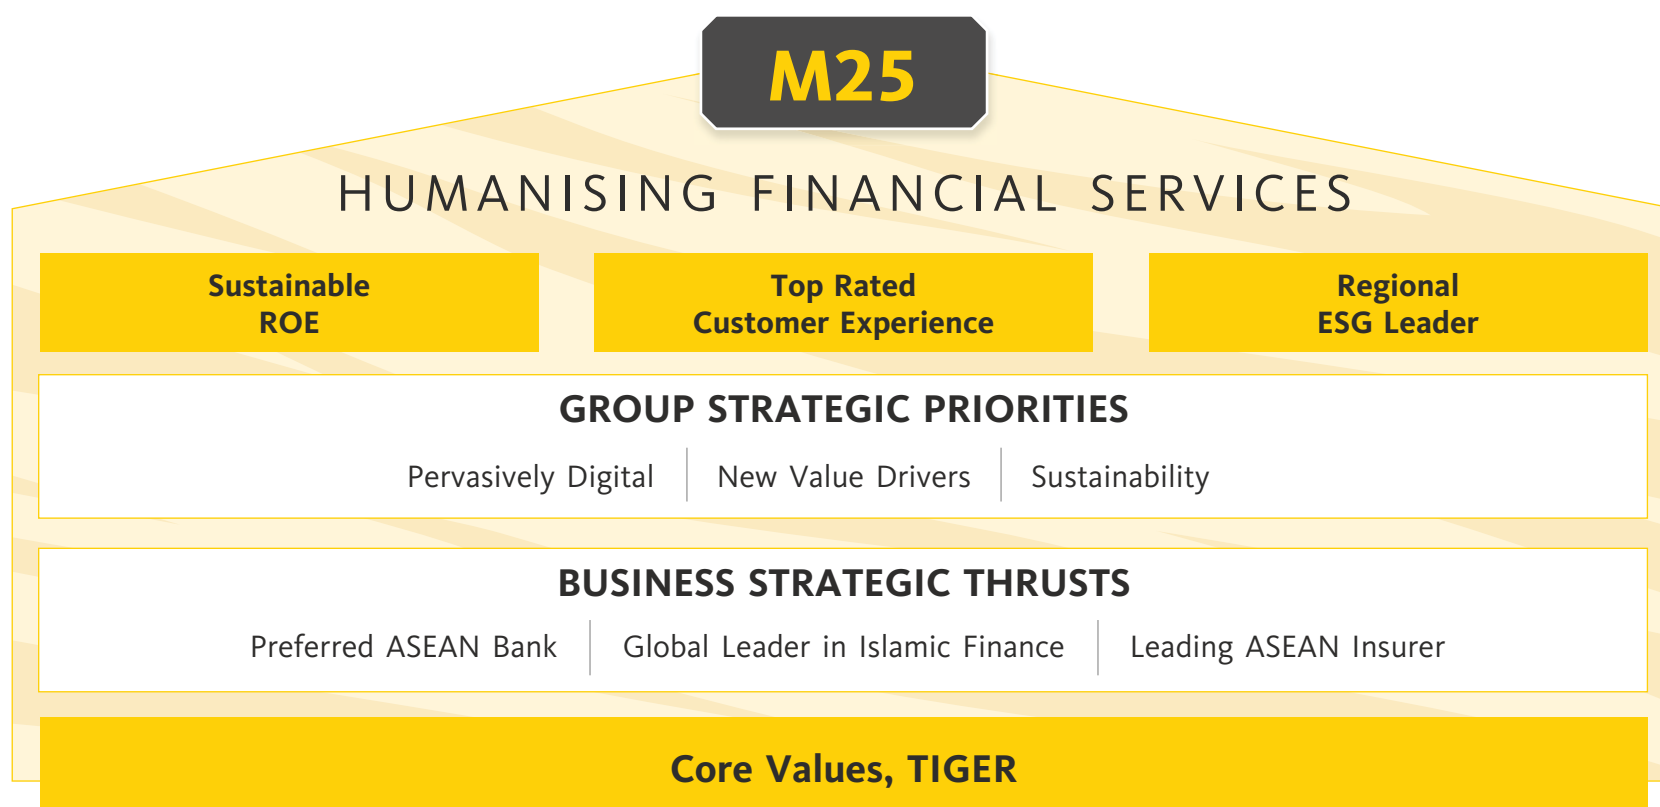 M25
HUMANISING FINANCIAL SERVICES
Sustainable
ROE
Top Rated
Customer Experience
Regional
ESG Leader
GROUP STRATEGIC PRIORITIES
Pervasively Digital
New Value Drivers
Sustainability
BUSINESS STRATEGIC THRUSTS
Preferred ASEAN Bank
Global Leader in Islamic Finance
Leading ASEAN Insurer
Core Values, TIGER